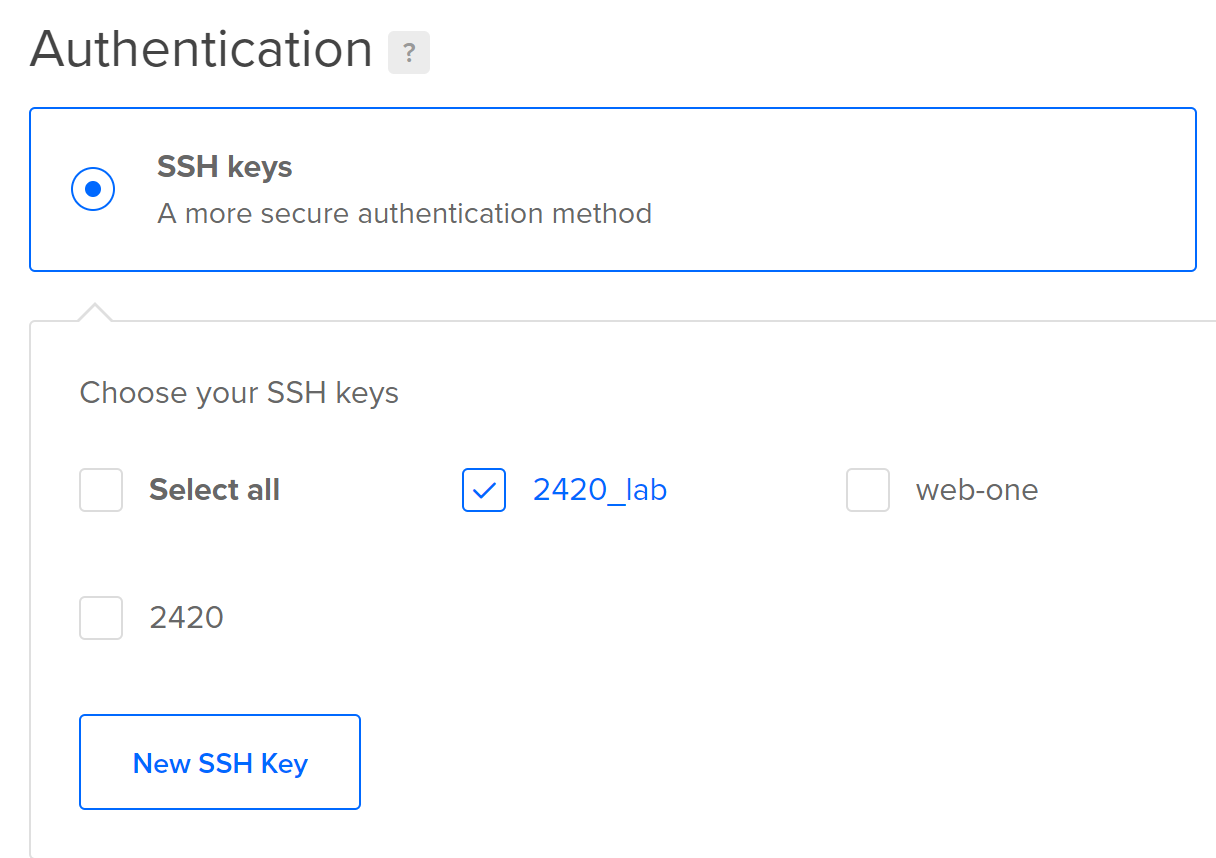 Authentication ?
SSH keys
A more secure authentication method
Choose your SSH keys
Select all 2420_lab web-one
2420
New SSH Key